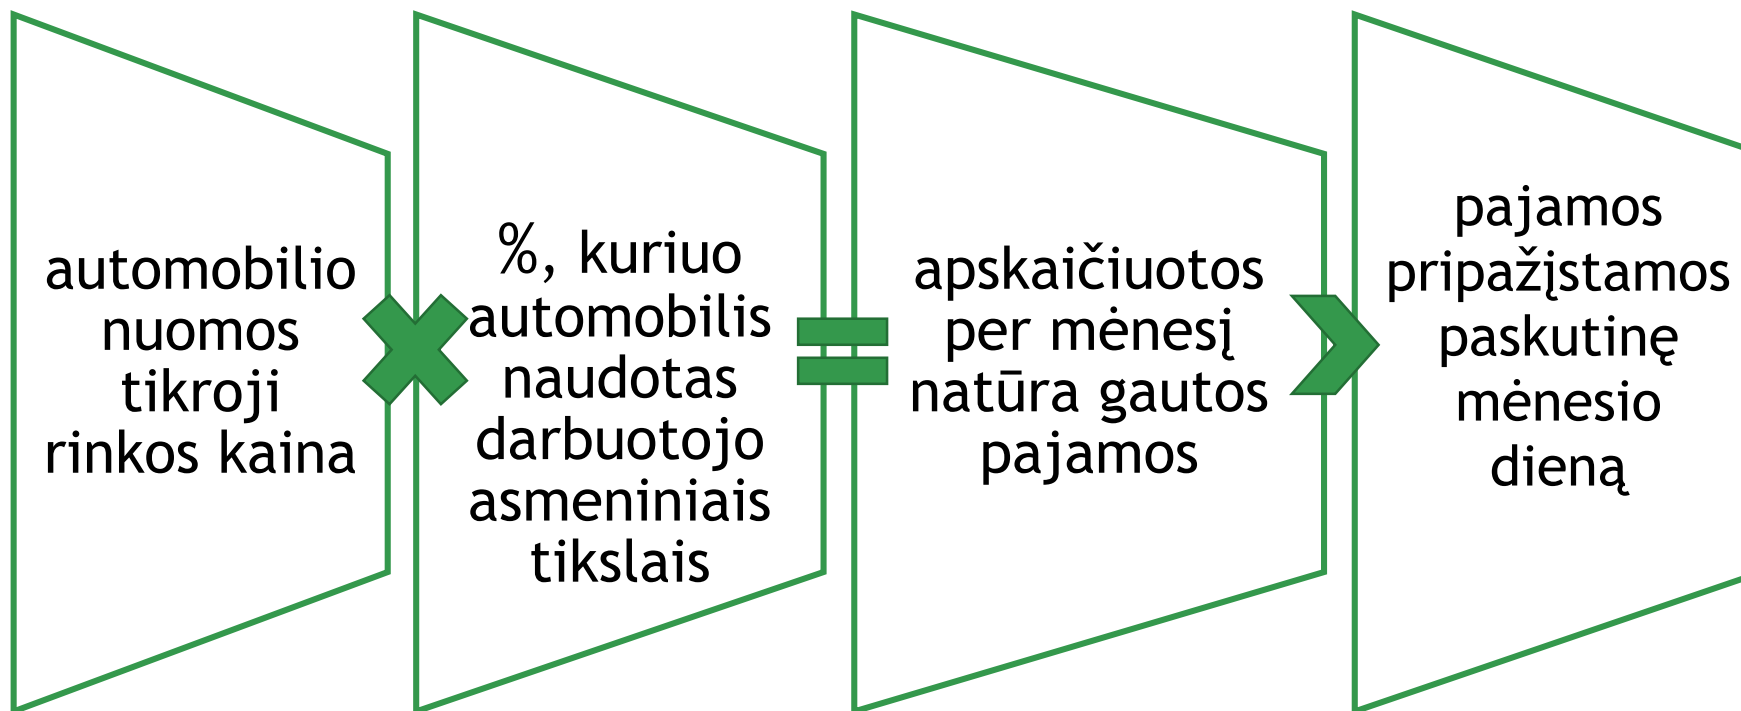 automobilio
nuomos
tikroji
rinkos kaina
%, kuriuo
automobilis
naudotas
darbuotojo
asmeniniais
tikslais
apskaičiuotos
per mėnesį
natūra gautos
pajamos
pajamos
pripažįstamos
paskutinę
mėnesio
dieną